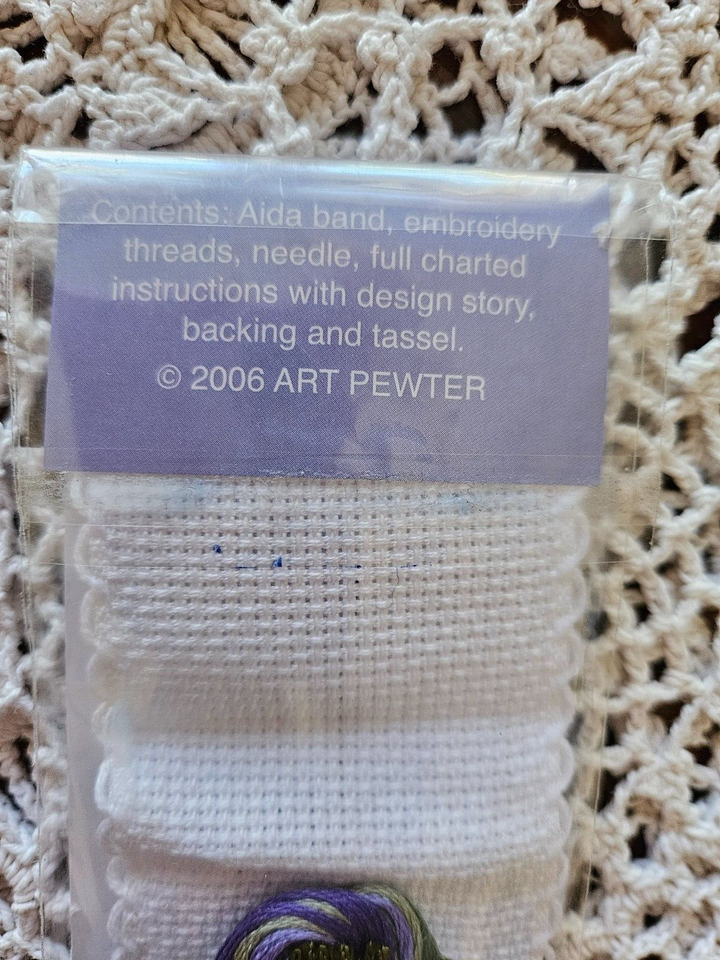 Contents: Aida band, embroidery
threads, needle, full charted
instructions with design story,
backing and tassel.
© 2006 ART PEWTER